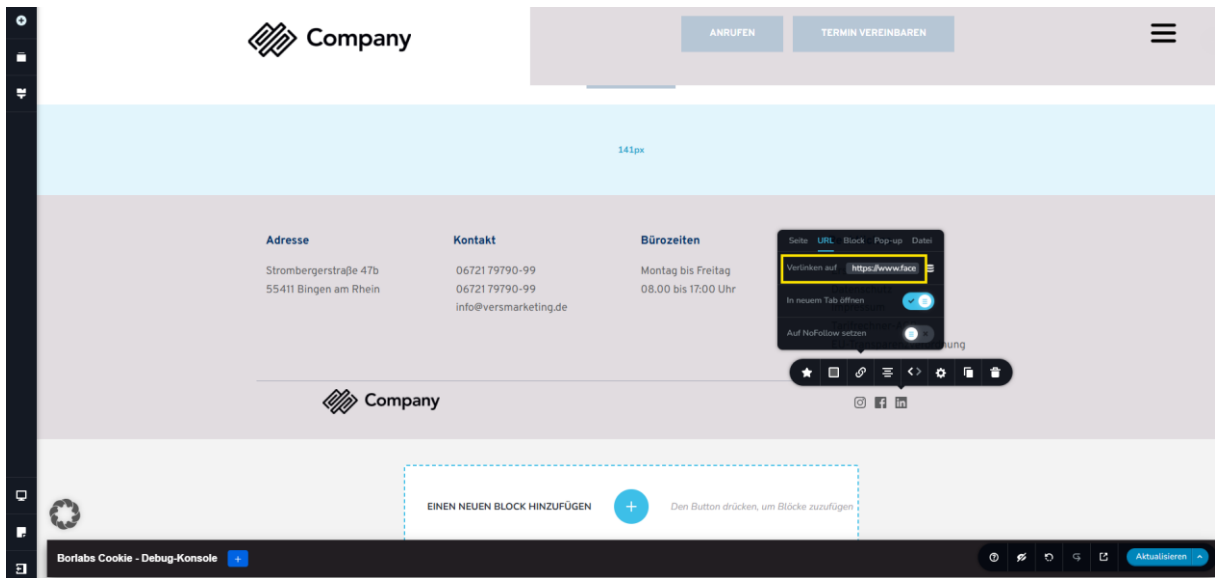 Company
ANRUFEN
TERMIN VEREINBAREN
141px
Adresse
Strombergerstraße 47b
55411 Bingen am Rhein
Kontakt
06721 79790-99
06721 79790-99
info@versmarketing.de
Bürozeiten
Montag bis Freitag
08.00 bis 17:00 Uhr
Seite URL Block Pop-up Datei
Verlinken auf https://www.face
In neuem Tab öffnen
Auf NoFollow setzen
Company
EINEN NEUEN BLOCK HINZUFÜGEN
Den Button drücken, um Blöcke zuzufügen
Borlabs Cookie - Debug-Konsole
Aktualisieren